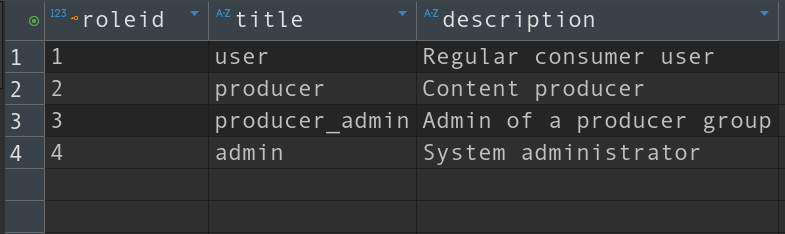 123 roleid A-Z title A-Z description
1 1 user Regular consumer user
2 2 producer Content producer
3 3 producer_admin Admin of a producer group
4 4 admin System administrator